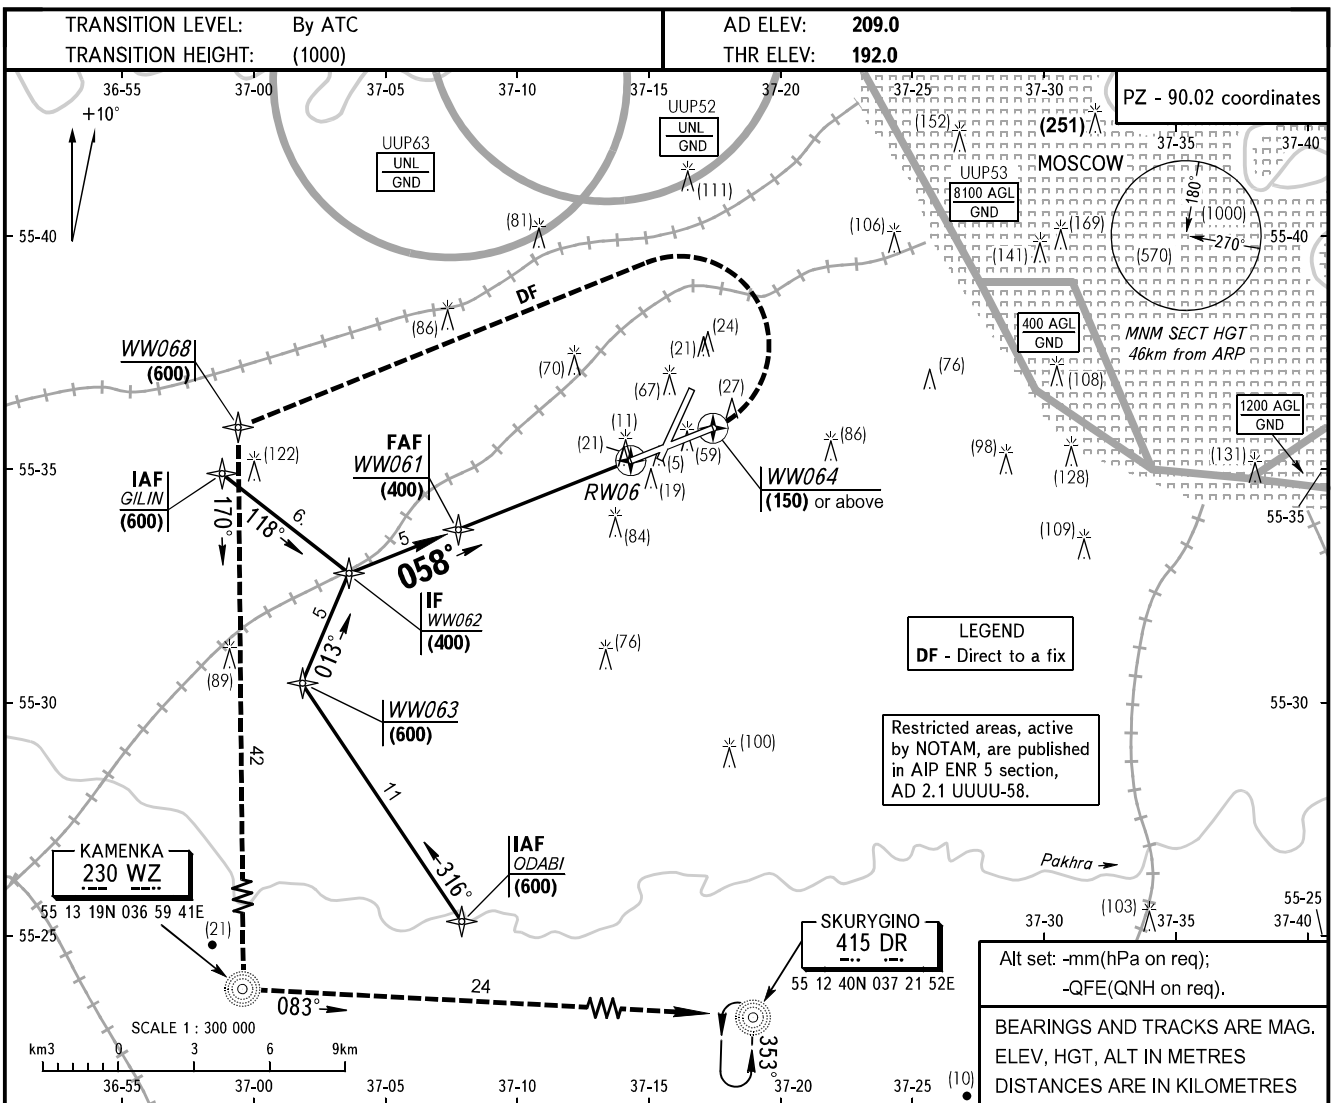 TRANSITION LEVEL: By ATC
TRANSITION HEIGHT: (1000)
AD ELEV: 209.0
THR ELEV: 192.0
36-55 37-00 37-05 37-10 37-15 37-20 37-25 37-30
PZ - 90.02 coordinates
37-35 37-40
+10°
UUP63
UNL
GND
UUP52
UNL
GND
(111)
(152)
(251)
MOSCOW
UUP53
8100 AGL
GND
180°
(1000)
270°
(570)
(81)
(106)
(169)
(141)
55-40
55-40
DF
(86)
MNM SECT HGT
46km from ARP
400 AGL
GND
(108)
WW068
(600)
(70)
(24)
(21)
(67)
(27)
(76)
1200 AGL
GND
(122)
FAF
WW061
(400)
(11)
(21)
(5)
(59)
(19)
RW06
(86)
(98)
(128)
(131)
55-35
55-35
IAF
GILIN
(600)
WW064
(150) or above
170°
118°
6
5
058°
(84)
(109)
IF
WW062
(400)
5
013°
(89)
(76)
LEGEND
DF - Direct to a fix
WW063
(600)
55-30
55-30
(100)
Restricted areas, active
by NOTAM, are published
in AIP ENR 5 section,
AD 2.1 UUUU-58.
42
11
316°
IAF
ODABI
(600)
Pakhra
KAMENKA
230 WZ
55 13 19N 036 59 41E
(21)
55-25
55-25
(103)
37-30 37-35 37-40
SKURYGINO
415 DR
55 12 40N 037 21 52E
083°
24
353°
SCALE 1 : 300 000
km3 0 3 6 9km
Alt set: -mm(hPa on req);
-QFE(QNH on req).
BEARINGS AND TRACKS ARE MAG.
ELEV, HGT, ALT IN METRES
DISTANCES ARE IN KILOMETRES
(10)
36-55 37-00 37-05 37-10 37-15 37-20 37-25